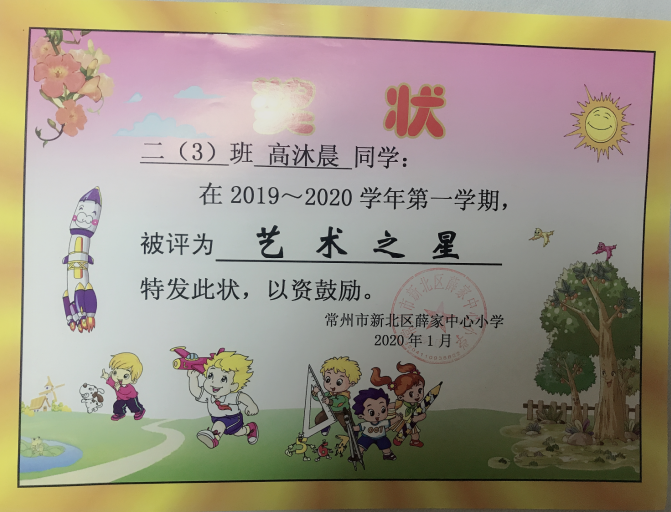 奖 状
二（3）班 高沐晨 同学：
在 2019～2020 学年第一学期，
被评为 艺术之星
特发此状，以资鼓励。
常州市新北区薛家中心小学
2020 年 1 月